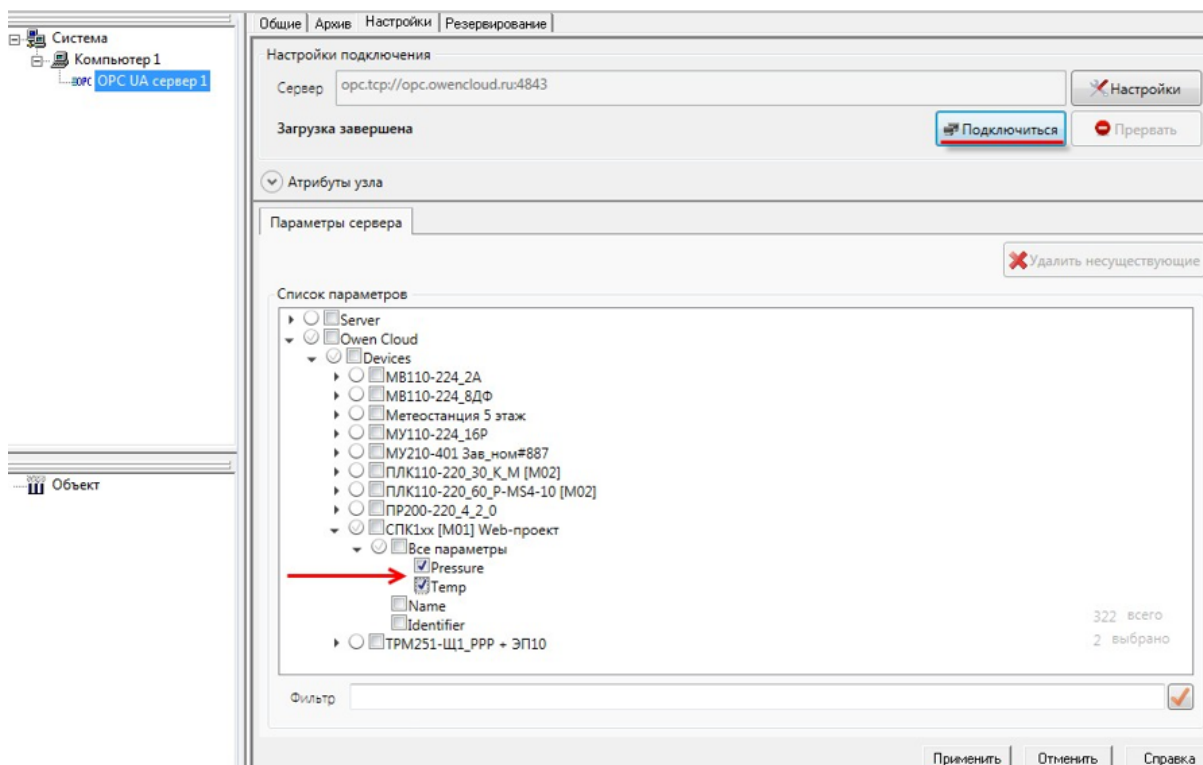 Система
Компьютер 1
OPC UA сервер 1
Объект
Общие Архив Настройки Резервирование
Настройки подключения
Сервер opc.tcp://opc.owencloud.ru:4843 Настройки
Загрузка завершена Подключиться Прервать
Атрибуты узла
Параметры сервера
Удалить несуществующие
Список параметров
Server
Owen Cloud
Devices
МВ110-224_2А
МВ110-224_8ДФ
Метеостанция 5 этаж
МУ110-224_16Р
МУ210-401 Зав_ном#887
ПЛК110-220_30_К_М [М02]
ПЛК110-220_60_Р-MS4-10 [М02]
ПР200-220_4_2_0
СПК1хх [М01] Web-проект
Все параметры
Pressure
Temp
Name
Identifier
322 всего
ТРМ251-Щ1_РРР + ЭП10
2 выбрано
Фильтр
Применить Отменить Справка